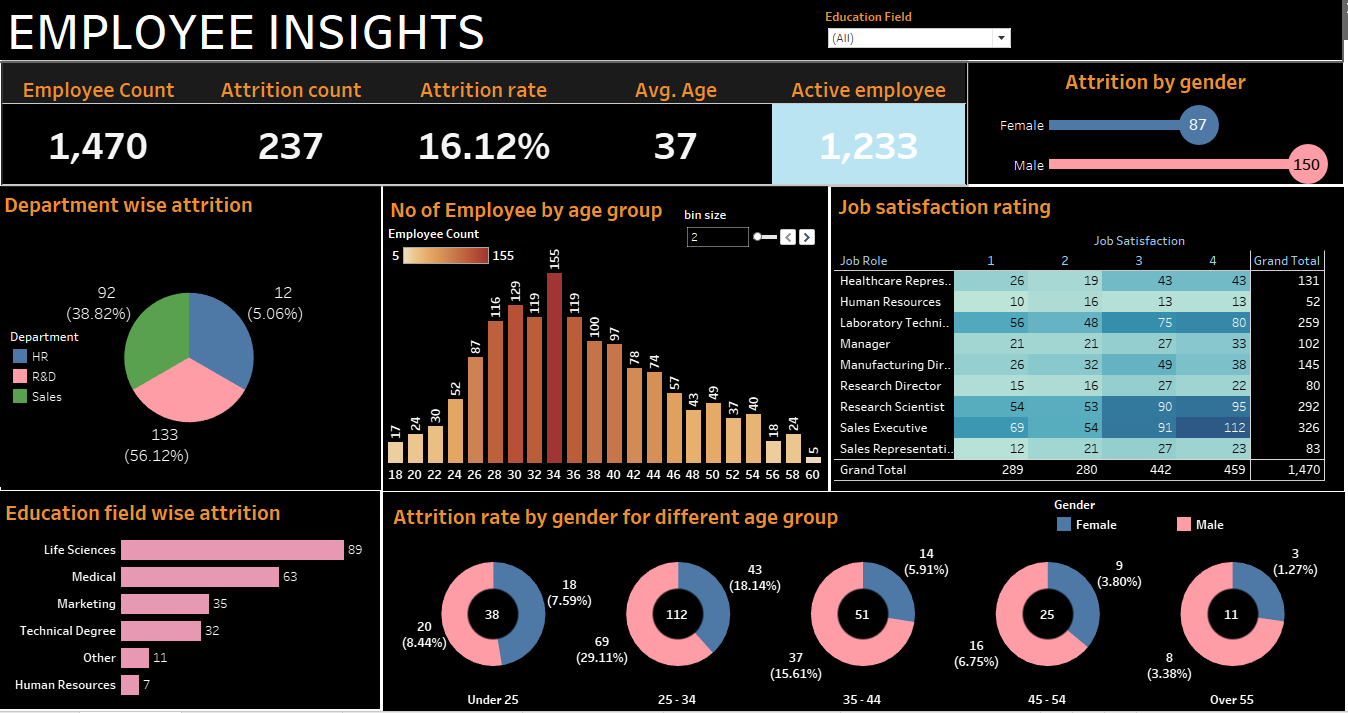 EMPLOYEE INSIGHTS
Education Field
(All)
Employee Count Attrition count Attrition rate Avg. Age Active employee
1,470 237 16.12% 37 1,233
Attrition by gender
Female 87
Male 150
Department wise attrition
92
(38.82%)
12
(5.06%)
Department
HR
R&D
Sales
133
(56.12%)
No of Employee by age group
bin size
2
Employee Count
5 155
17 24 30 52 87 116 129 119 155 119 100 97 78 74 57 43 49 37 40 18 24 5
18 20 22 24 26 28 30 32 34 36 38 40 42 44 46 48 50 52 54 56 58 60
Job satisfaction rating
Job Satisfaction
Job Role 1 2 3 4 Grand Total
Healthcare Repres.. 26 19 43 43 131
Human Resources 10 16 13 13 52
Laboratory Techni.. 56 48 75 80 259
Manager 21 21 27 33 102
Manufacturing Dir.. 26 32 49 38 145
Research Director 15 16 27 22 80
Research Scientist 54 53 90 95 292
Sales Executive 69 54 91 112 326
Sales Representati.. 12 21 27 23 83
Grand Total 289 280 442 459 1,470
Education field wise attrition
Life Sciences 89
Medical 63
Marketing 35
Technical Degree 32
Other 11
Human Resources 7
Attrition rate by gender for different age group
Gender
Female Male
18
(7.59%)
38
20
(8.44%)
Under 25
43
(18.14%)
112
69
(29.11%)
25 - 34
14
(5.91%)
51
37
(15.61%)
35 - 44
9
(3.80%)
25
16
(6.75%)
45 - 54
3
(1.27%)
11
8
(3.38%)
Over 55